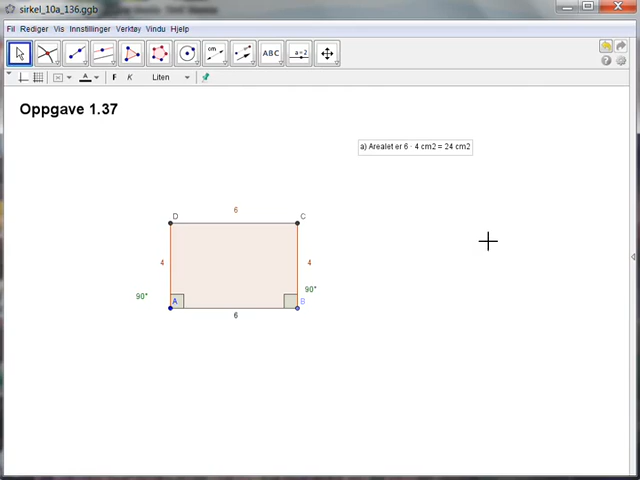 sirkel_10a_136.ggb
Fil Rediger Vis Innstillinger Verktøy Vindu Hjelp
cm ABC a=2
A F K Liten
Oppgave 1.37
a) Arealet er 6 · 4 cm2 = 24 cm2
6
D C
4 4
90° 90°
A B
6